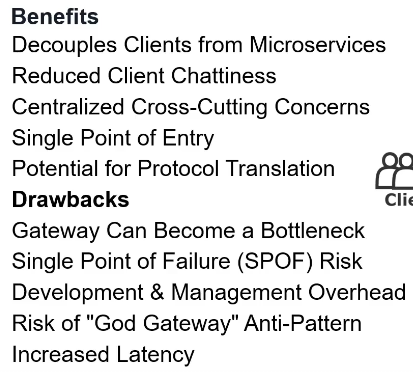 Benefits
Decouples Clients from Microservices
Reduced Client Chattiness
Centralized Cross-Cutting Concerns
Single Point of Entry
Potential for Protocol Translation
Clie
Drawbacks
Gateway Can Become a Bottleneck
Single Point of Failure (SPOF) Risk
Development & Management Overhead
Risk of "God Gateway" Anti-Pattern
Increased Latency